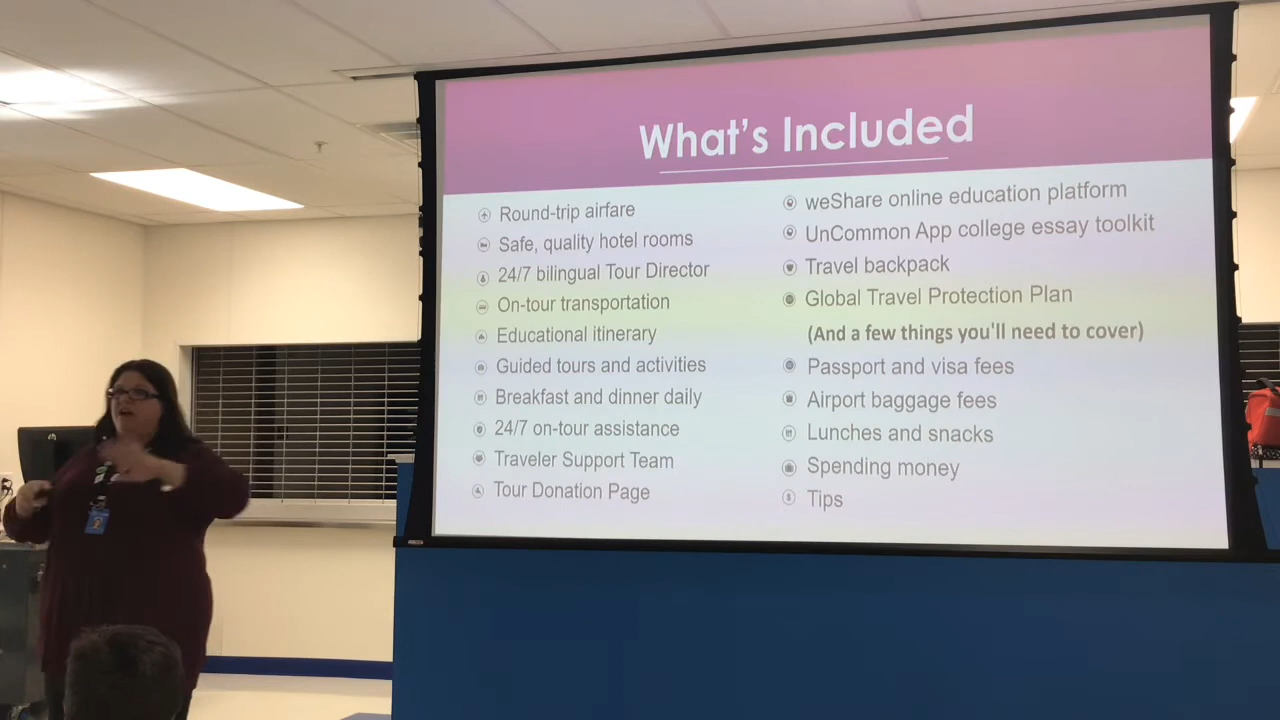 What's Included
Round-trip airfare
Safe, quality hotel rooms
24/7 bilingual Tour Director
On-tour transportation
Educational itinerary
Guided tours and activities
Breakfast and dinner daily
24/7 on-tour assistance
Traveler Support Team
Tour Donation Page
weShare online education platform
UnCommon App college essay toolkit
Travel backpack
Global Travel Protection Plan
(And a few things you'll need to cover)
Passport and visa fees
Airport baggage fees
Lunches and snacks
Spending money
Tips